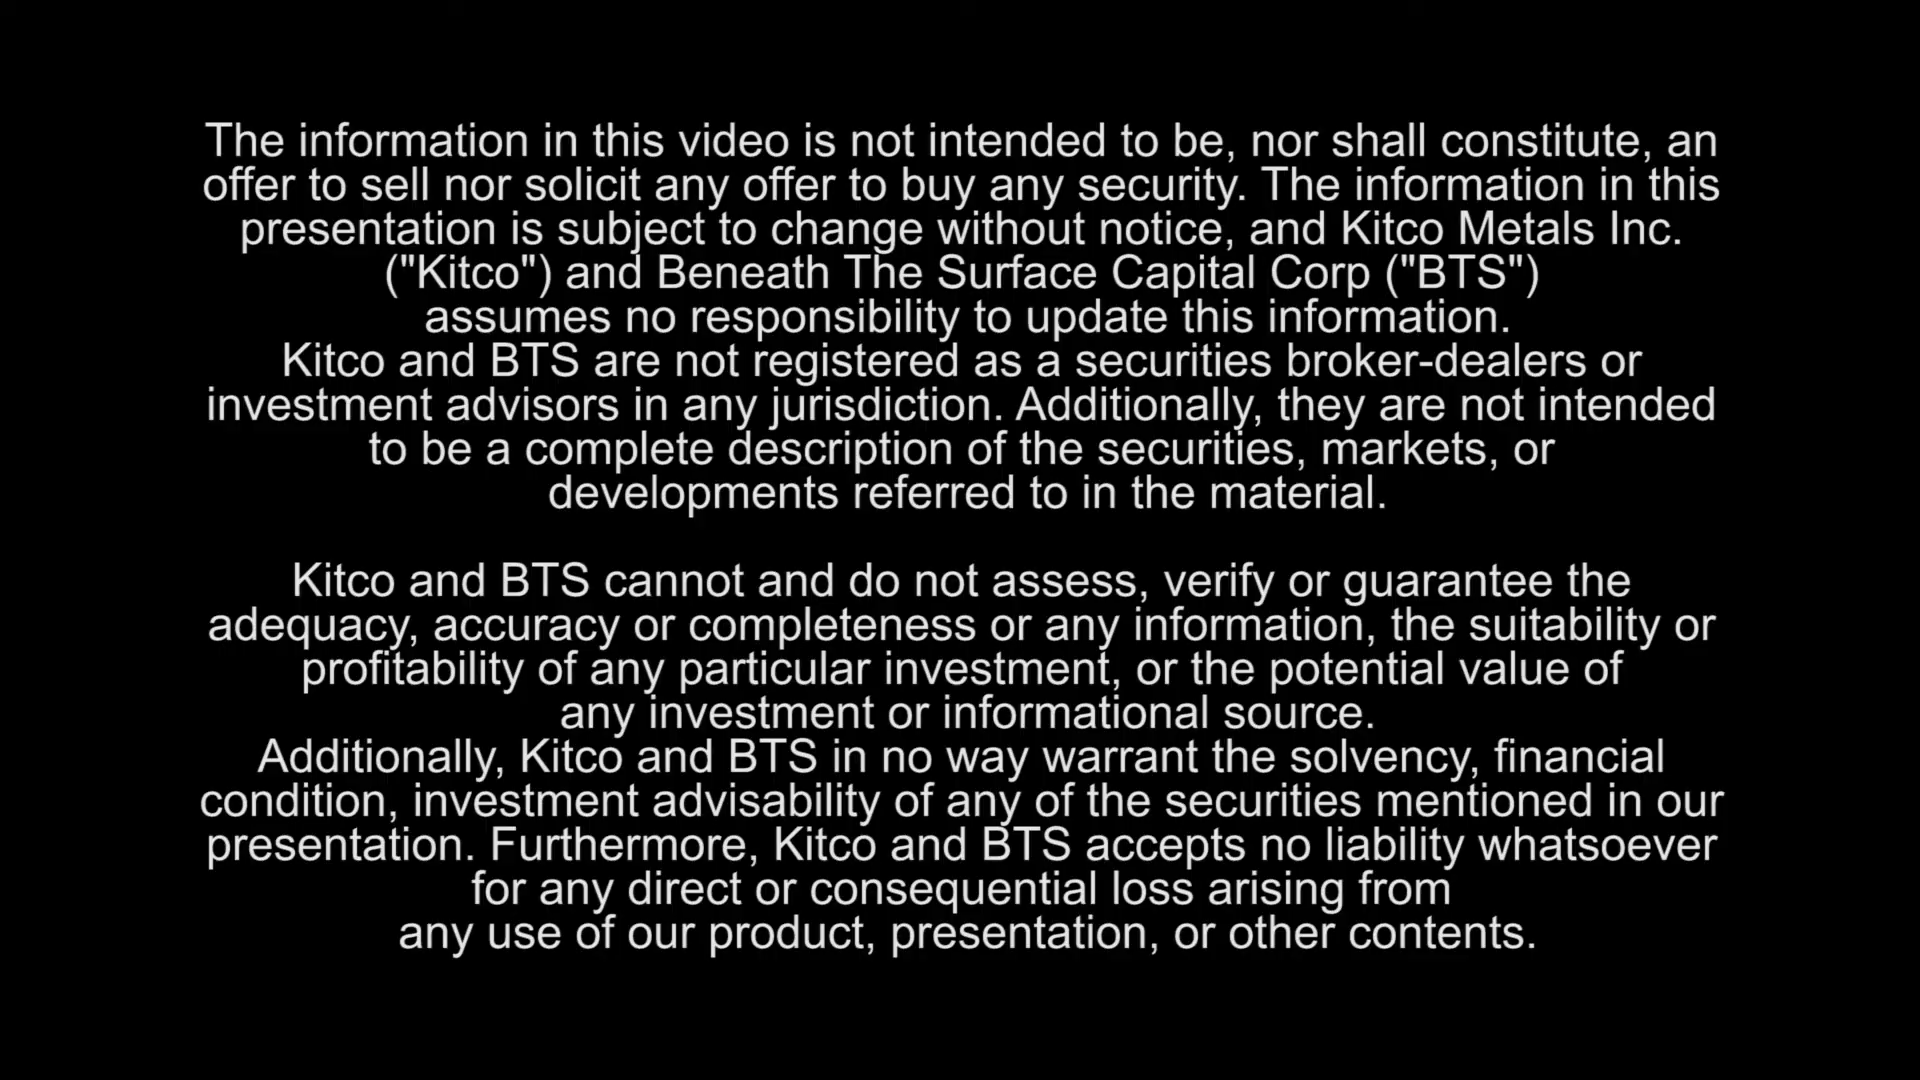 The information in this video is not intended to be, nor shall constitute, an
offer to sell nor solicit any offer to buy any security. The information in this
presentation is subject to change without notice, and Kitco Metals Inc.
("Kitco") and Beneath The Surface Capital Corp ("BTS")
assumes no responsibility to update this information.
Kitco and BTS are not registered as a securities broker-dealers or
investment advisors in any jurisdiction. Additionally, they are not intended
to be a complete description of the securities, markets, or
developments referred to in the material.
Kitco and BTS cannot and do not assess, verify or guarantee the
adequacy, accuracy or completeness or any information, the suitability or
profitability of any particular investment, or the potential value of
any investment or informational source.
Additionally, Kitco and BTS in no way warrant the solvency, financial
condition, investment advisability of any of the securities mentioned in our
presentation. Furthermore, Kitco and BTS accepts no liability whatsoever
for any direct or consequential loss arising from
any use of our product, presentation, or other contents.